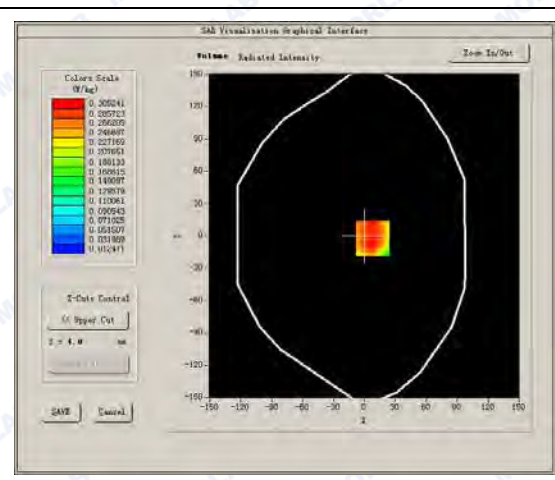 SAR Visualisation Graphical Interface
Volume Radiated Intensity
Zoom In/Out
Colors Scale
(W/kg)
0.305241
0.285723
0.266205
0.246687
0.227169
0.207651
0.188133
0.168615
0.149097
0.129579
0.110061
0.090543
0.071025
0.051507
0.031989
0.012471
150
120
90
60
30
0
-30
-60
-90
-120
-150
-150 -120 -90 -60 -30 0 30 60 90 120 150
X
Z-Cuts Control
<< Upper Cut
Z = 4.0 mm
SAVE
Cancel